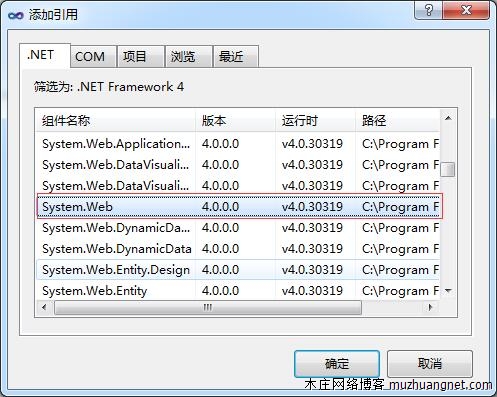 添加引用
.NET COM 项目 浏览 最近
筛选为: .NET Framework 4
组件名称 版本 运行时 路径
System.Web.Application... 4.0.0.0 v4.0.30319 C:\Program F
System.Web.DataVisuali... 4.0.0.0 v4.0.30319 C:\Program F
System.Web.DataVisuali... 4.0.0.0 v4.0.30319 C:\Program F
System.Web 4.0.0.0 v4.0.30319 C:\Program F
System.Web.DynamicDa... 4.0.0.0 v4.0.30319 C:\Program F
System.Web.DynamicData 4.0.0.0 v4.0.30319 C:\Program F
System.Web.Entity.Design 4.0.0.0 v4.0.30319 C:\Program F
System.Web.Entity 4.0.0.0 v4.0.30319 C:\Program F
确定 取消
木庄网络博客 muzhuangnet.com